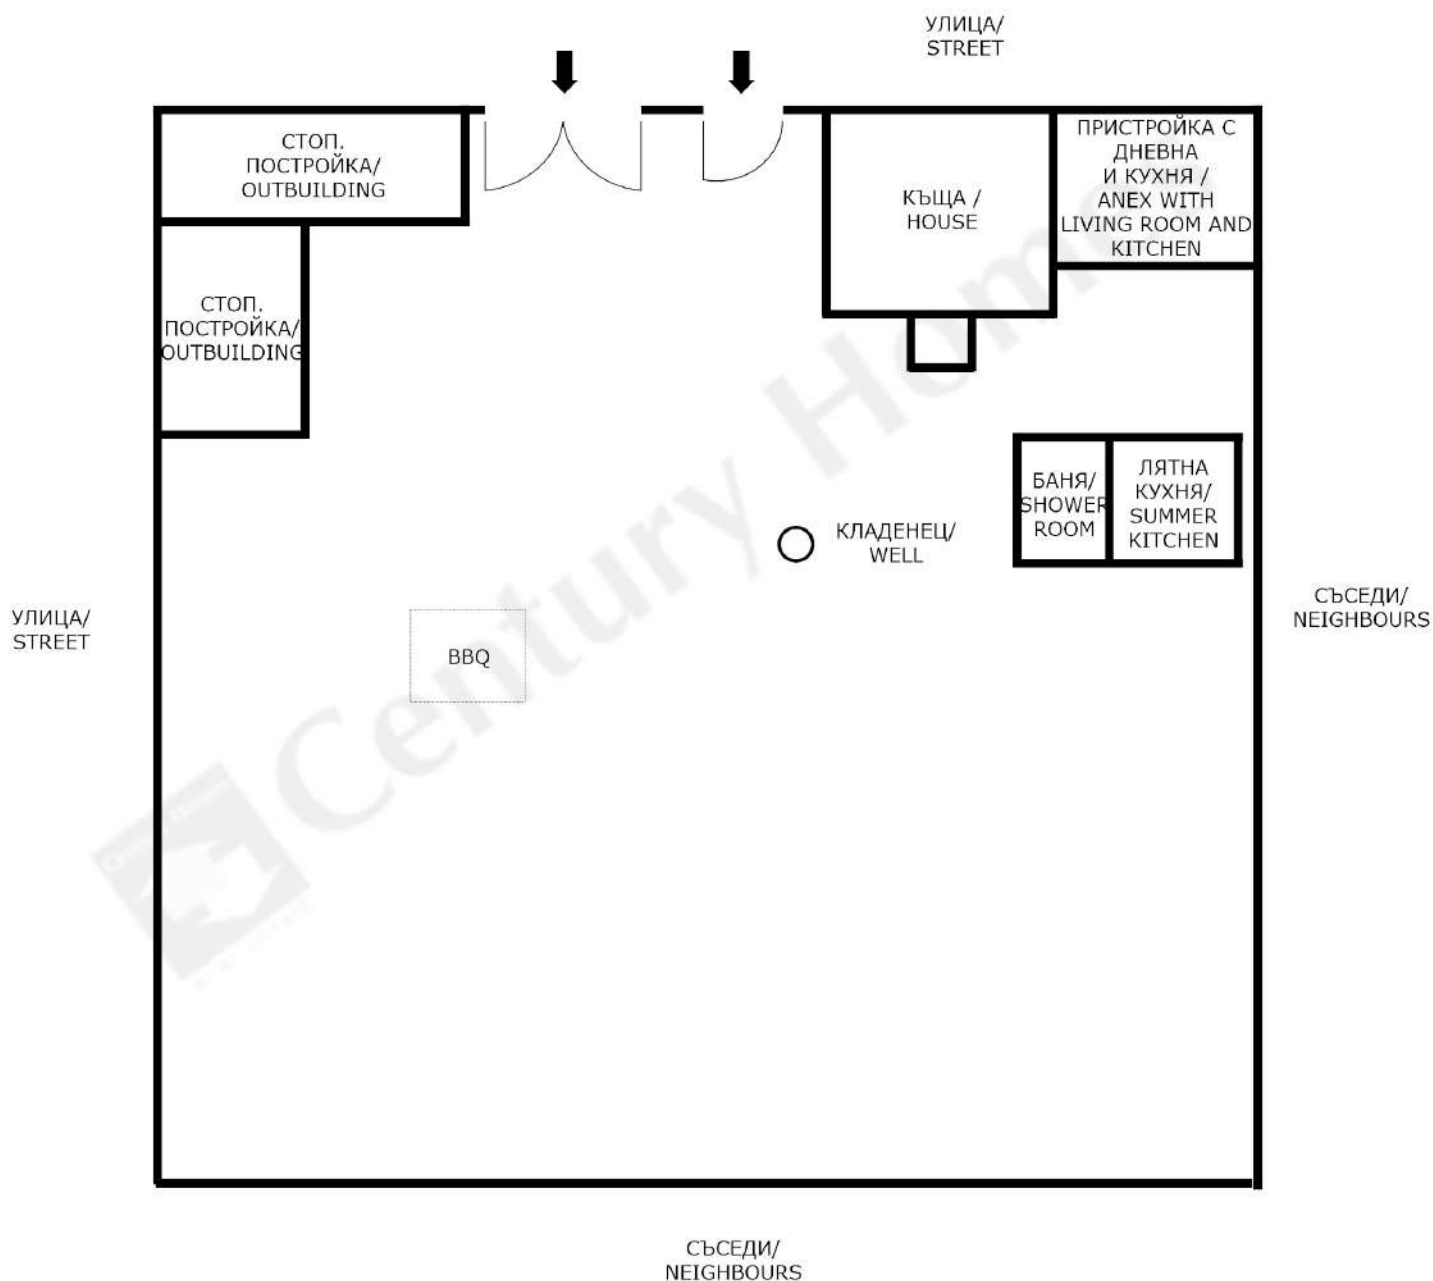 УЛИЦА/
STREET
СТОП.
ПОСТРОЙКА/
OUTBUILDING
КЪЩА /
HOUSE
ПРИСТРОЙКА С
ДНЕВНА
И КУХНЯ /
ANEX WITH
LIVING ROOM AND
KITCHEN
СТОП.
ПОСТРОЙКА/
OUTBUILDING
БАНЯ/
SHOWER
ROOM
ЛЯТНА
КУХНЯ/
SUMMER
KITCHEN
КЛАДЕНЕЦ/
WELL
УЛИЦА/
STREET
BBQ
СЪСЕДИ/
NEIGHBOURS
СЪСЕДИ/
NEIGHBOURS
Century Homes